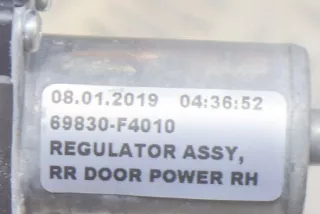 08.01.2019 04:36:52
69830-F4010
REGULATOR ASSY,
RR DOOR POWER RH